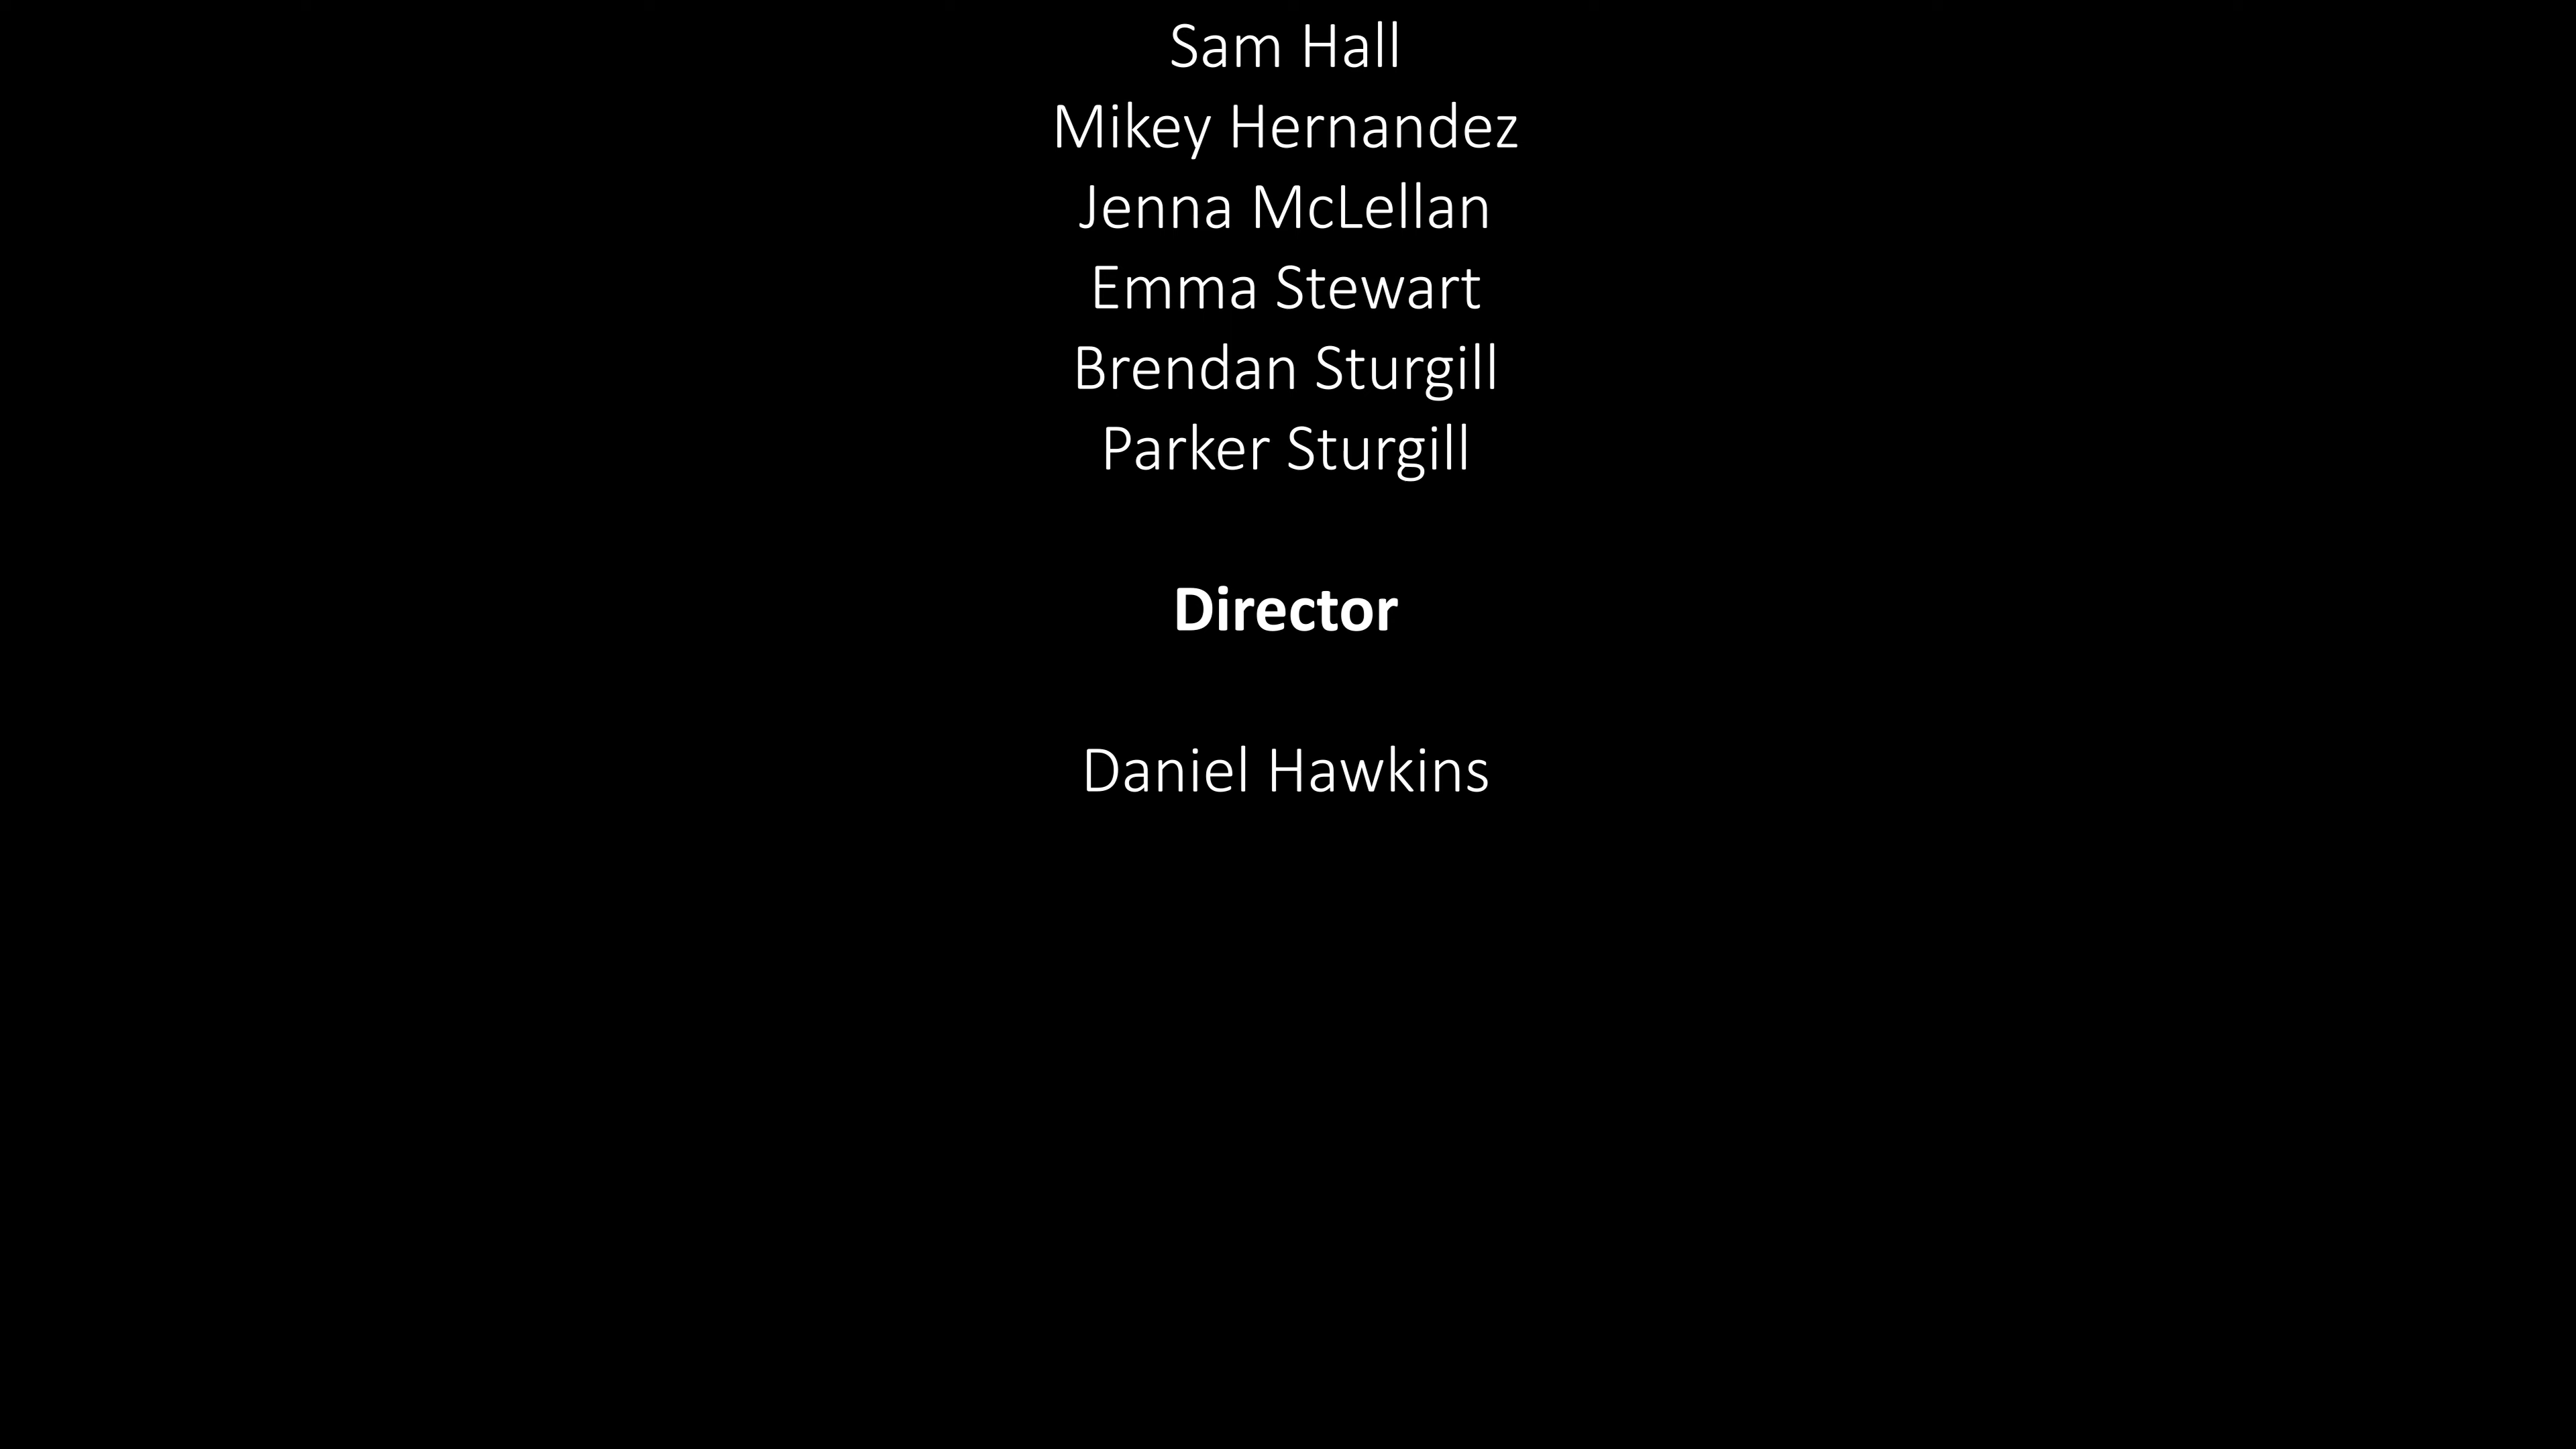 Sam Hall
Mikey Hernandez
Jenna McLellan
Emma Stewart
Brendan Sturgill
Parker Sturgill
Director
Daniel Hawkins